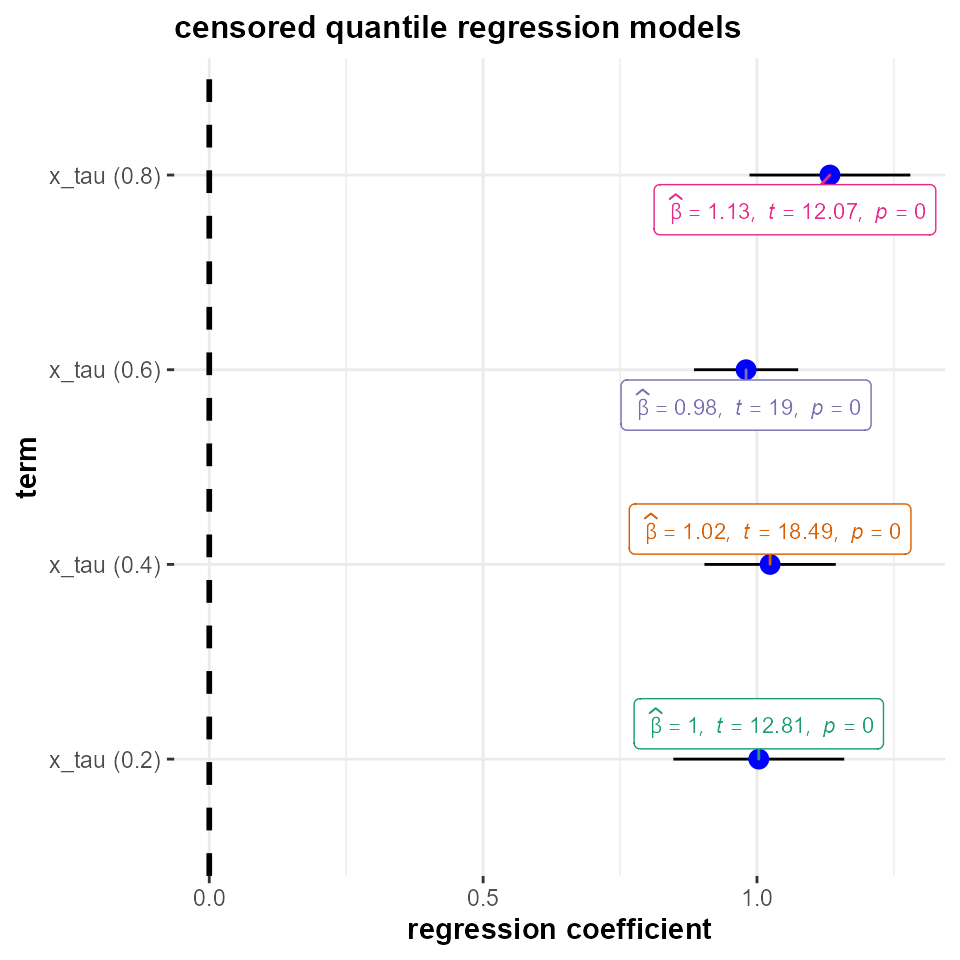 censored quantile regression models
term
x_tau (0.8)
β̂ = 1.13, t = 12.07, p = 0
x_tau (0.6)
β̂ = 0.98, t = 19, p = 0
β̂ = 1.02, t = 18.49, p = 0
x_tau (0.4)
β̂ = 1, t = 12.81, p = 0
x_tau (0.2)
0.0 0.5 1.0
regression coefficient